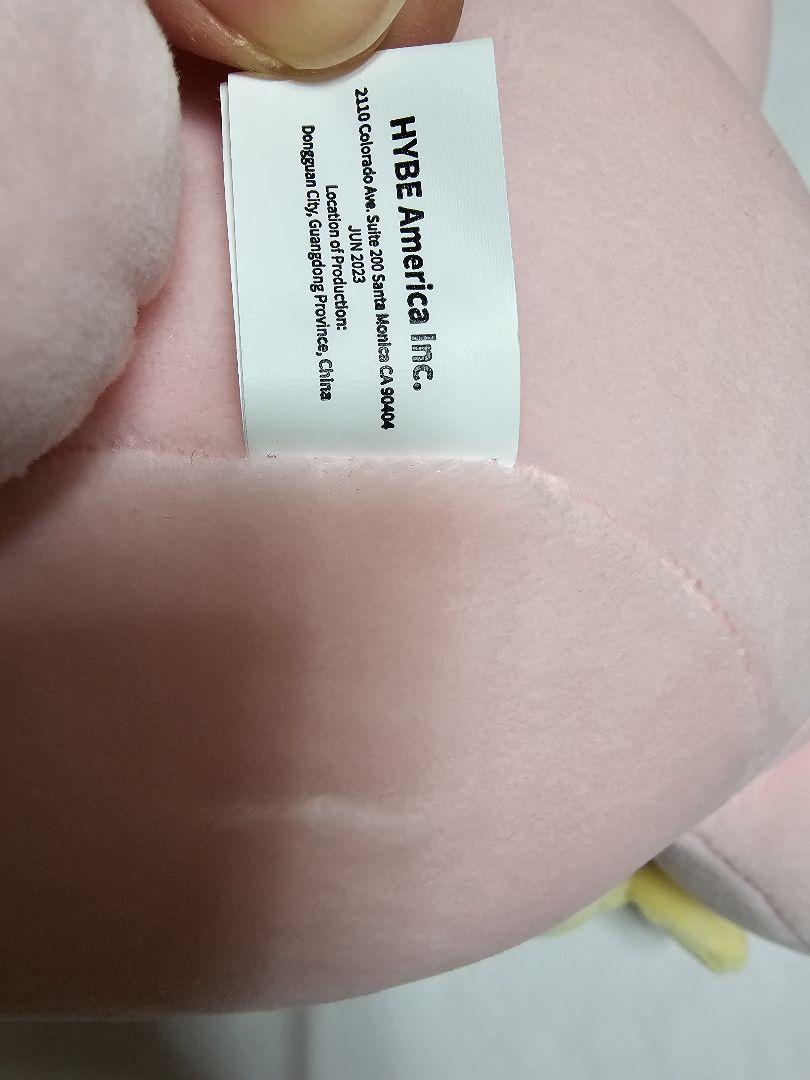 HYBE America Inc.
2110 Colorado Ave. Suite 200 Santa Monica CA 90404
JUN 2023
Location of Production:
Dongguan City, Guangdong Province, China